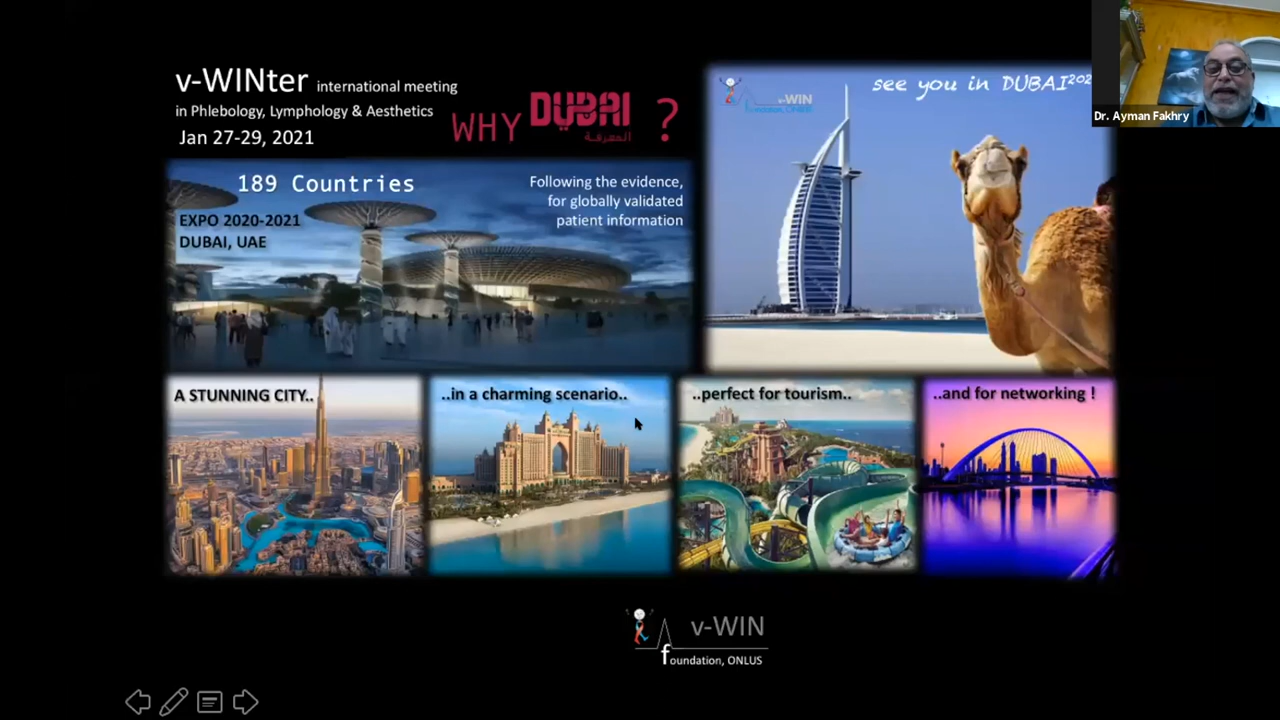 v-WINter international meeting
in Phlebology, Lymphology & Aesthetics
Jan 27-29, 2021
WHY DUBAI ?
المعرفة
189 Countries
EXPO 2020-2021
DUBAI, UAE
Following the evidence,
for globally validated
patient information
v-WIN
see you in DUBAI
Dr. Ayman Fakhry
A STUNNING CITY..
..in a charming scenario..
..perfect for tourism..
..and for networking !
v-WIN
foundation, ONLUS